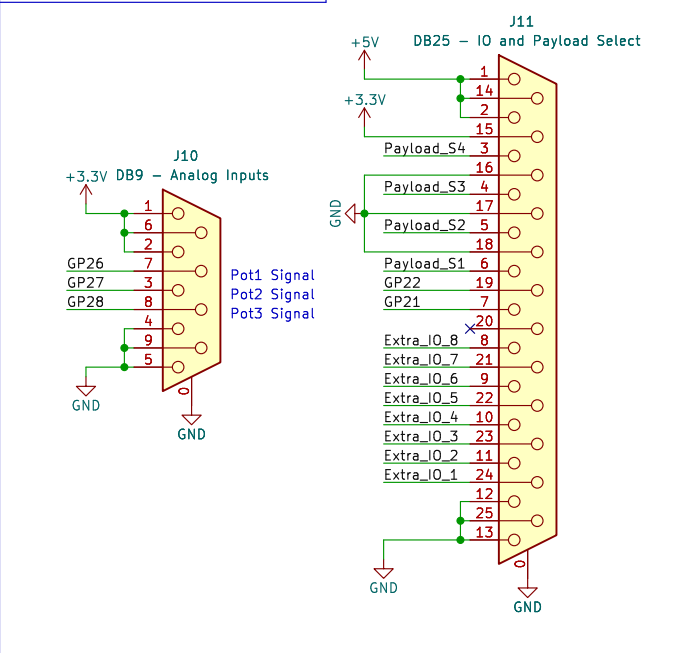 J10
DB9 - Analog Inputs
+3.3V
1
6
2
GP26
7
Pot1 Signal
GP27
3
Pot2 Signal
GP28
8
Pot3 Signal
4
9
5
0
GND
GND
J11
DB25 - IO and Payload Select
+5V
1
14
2
+3.3V
15
Payload_S4
3
16
Payload_S3
4
GND
17
Payload_S2
5
18
Payload_S1
6
GP22
19
GP21
7
20
Extra_IO_8
8
Extra_IO_7
21
Extra_IO_6
9
Extra_IO_5
22
Extra_IO_4
10
Extra_IO_3
23
Extra_IO_2
11
Extra_IO_1
24
12
25
13
0
GND
GND